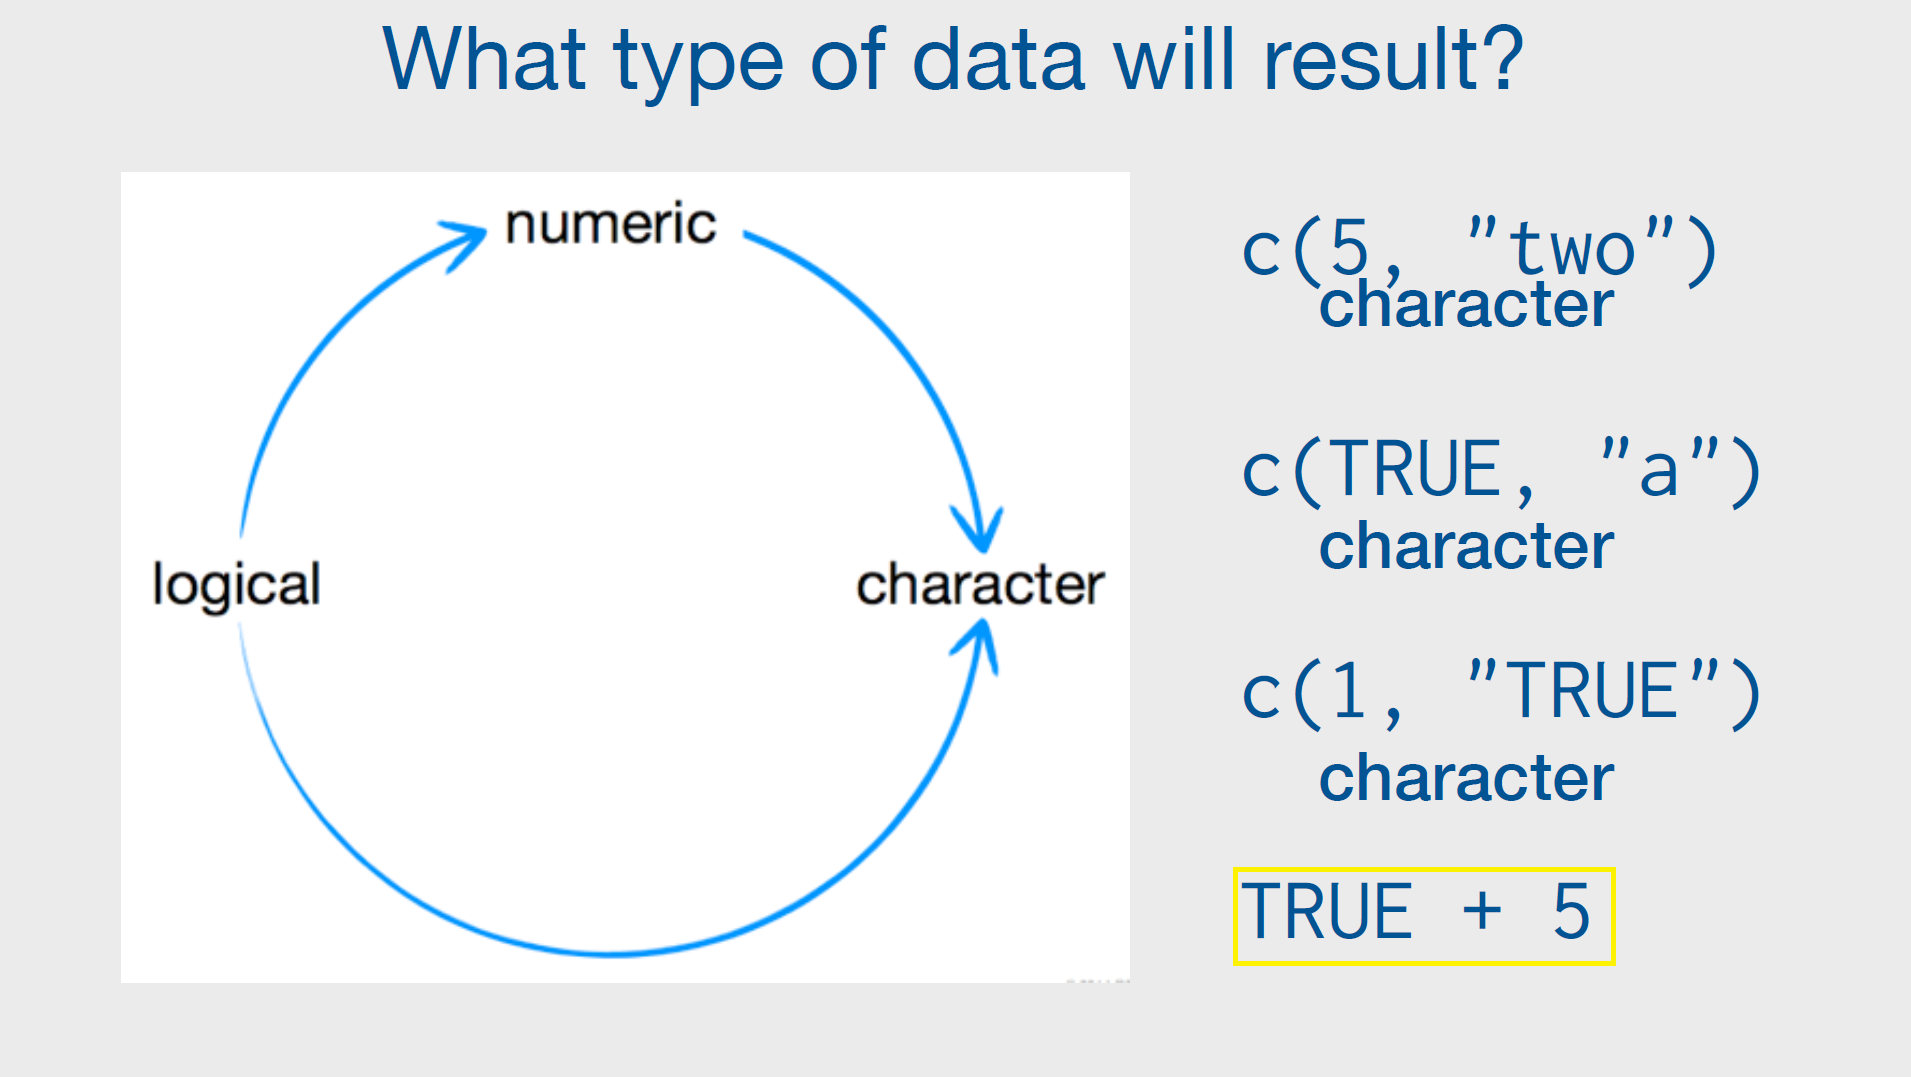 What type of data will result?
numeric
logical
character
c(5, "two")
character
c(TRUE, "a")
character
c(1, "TRUE")
character
TRUE + 5